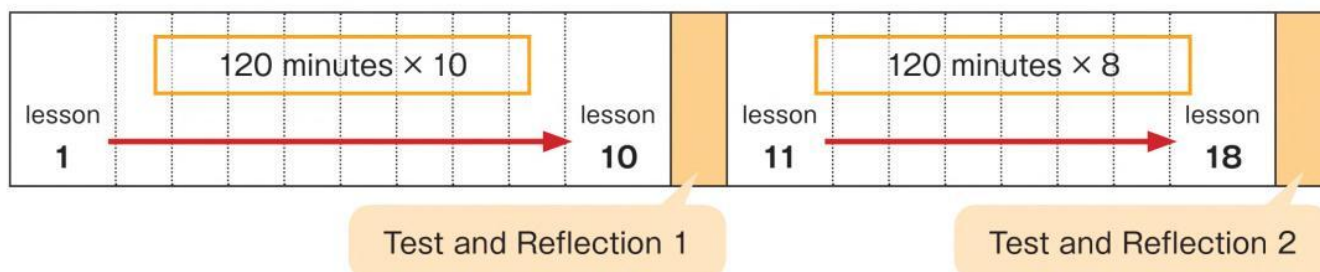 120 minutes × 10
120 minutes × 8
lesson
1
lesson
10
lesson
11
lesson
18
Test and Reflection 1
Test and Reflection 2